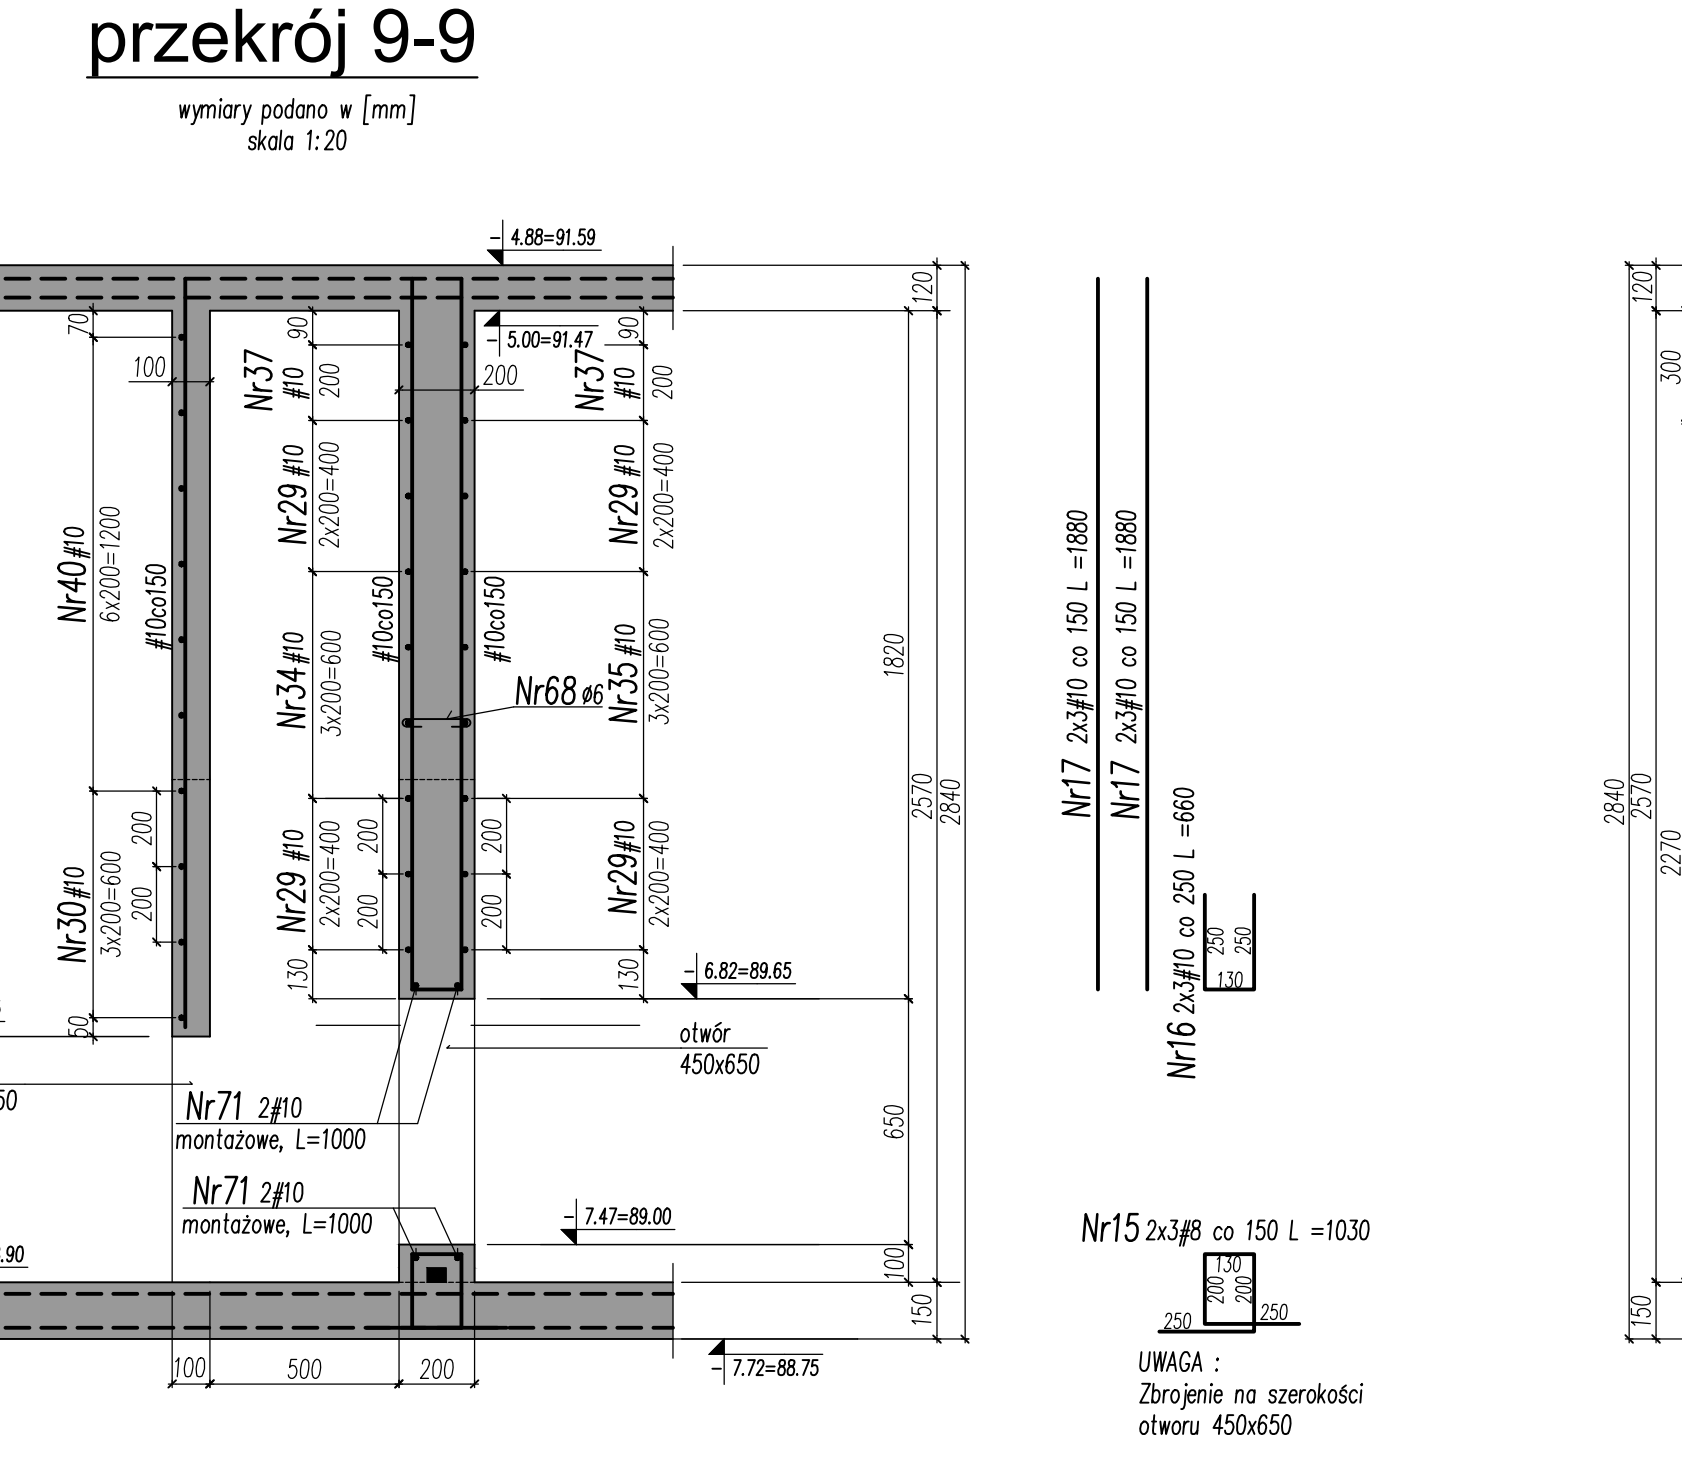 przekrój 9-9
wymiary podano w [mm]
skala 1:20
- 4.88=91.59
- 5.00=91.47
70
100
Nr40 #10
6x200=1200
#10co150
Nr30 #10
3x200=600
200
200
50
90
Nr37
#10
200
Nr29 #10
2x200=400
Nr34 #10
3x200=600
Nr29 #10
2x200=400
130
#10co150
200
200
200
#10co150
Nr68 ø6
200
200
90
Nr37
#10
200
Nr29 #10
2x200=400
Nr35 #10
3x200=600
Nr29 #10
2x200=400
130
- 6.82=89.65
otwór
450x650
Nr71 2#10
montażowe, L=1000
Nr71 2#10
montażowe, L=1000
- 7.47=89.00
.90
50
- 7.72=88.75
100
500
200
120
1820
2570
2840
650
100
150
Nr17 2x3#10 co 150 L =1880
Nr17 2x3#10 co 150 L =1880
Nr16 2x3#10 co 250 L =660
250
250
130
Nr15 2x3#8 co 150 L =1030
130
200
200
250
250
UWAGA :
Zbrojenie na szerokości
otworu 450x650
120
300
2840
2570
2270
150